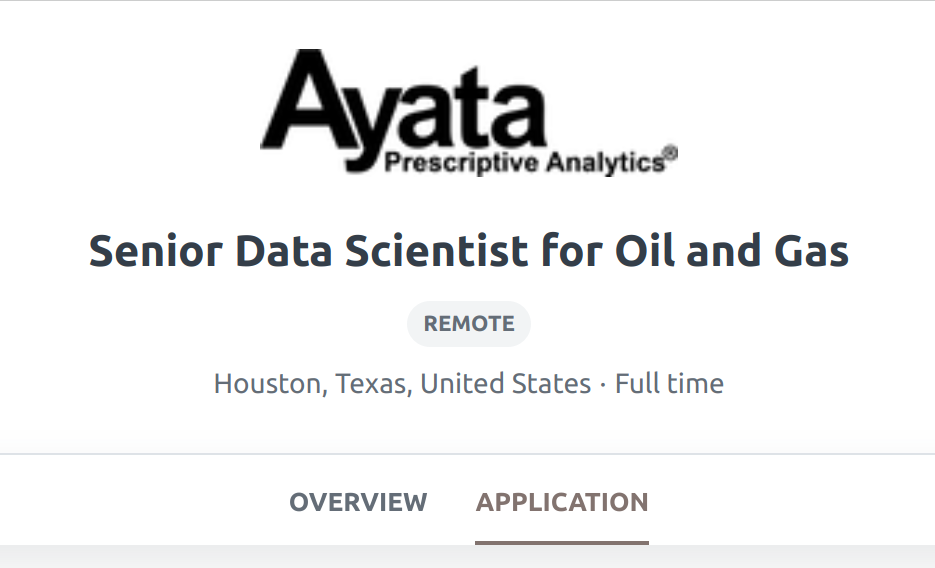 Ayata
Prescriptive Analytics®
Senior Data Scientist for Oil and Gas
REMOTE
Houston, Texas, United States · Full time
OVERVIEW APPLICATION